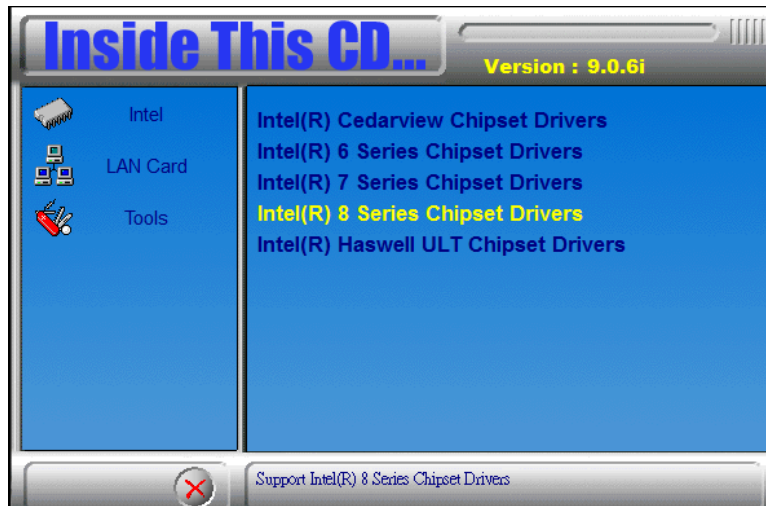 Inside This CD...
Version : 9.0.6i
Intel
LAN Card
Tools
Intel(R) Cedarview Chipset Drivers
Intel(R) 6 Series Chipset Drivers
Intel(R) 7 Series Chipset Drivers
Intel(R) 8 Series Chipset Drivers
Intel(R) Haswell ULT Chipset Drivers
Support Intel(R) 8 Series Chipset Drivers